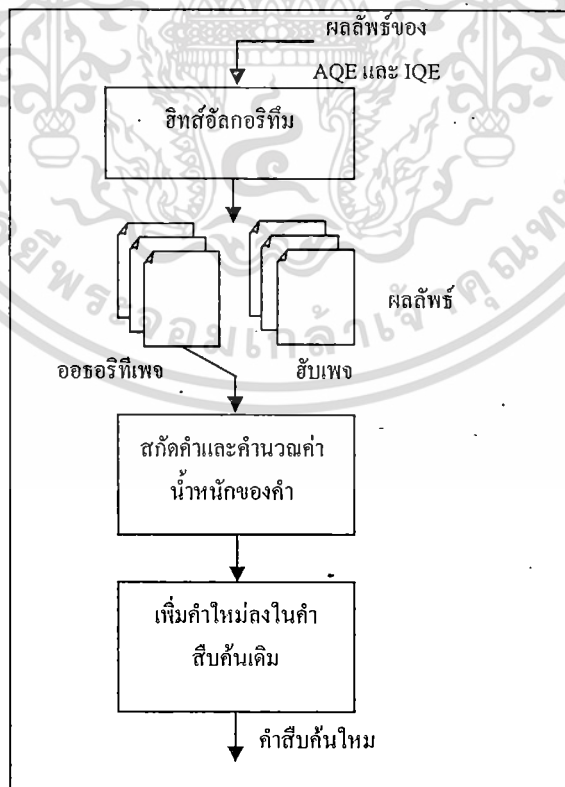 ผลลัพธ์ของ
AQE และ IQE
ฮิทส์อัลกอริทึ่ม
ผลลัพธ์
ออธอริทีเพจ
ฮับเพจ
สกัดคำและคำนวณค่า
น้ำหนักของคำ
เพิ่มคำใหม่ลงในคำ
สืบค้นเดิม
คำสืบค้นใหม